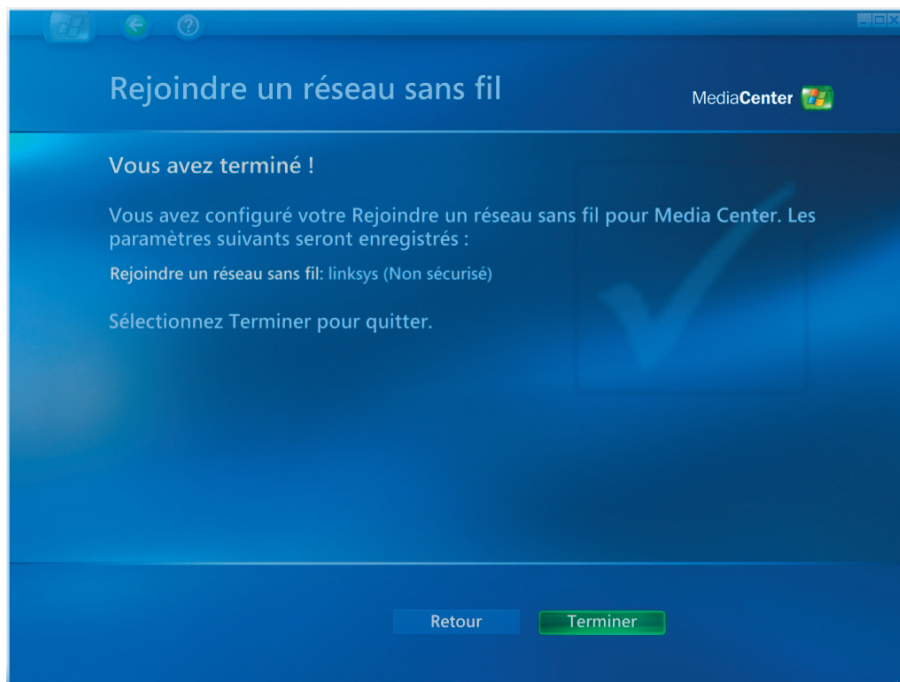 Rejoindre un réseau sans fil
MediaCenter
Vous avez terminé !
Vous avez configuré votre Rejoindre un réseau sans fil pour Media Center. Les
paramètres suivants seront enregistrés :
Rejoindre un réseau sans fil: linksys (Non sécurisé)
Sélectionnez Terminer pour quitter.
Retour
Terminer